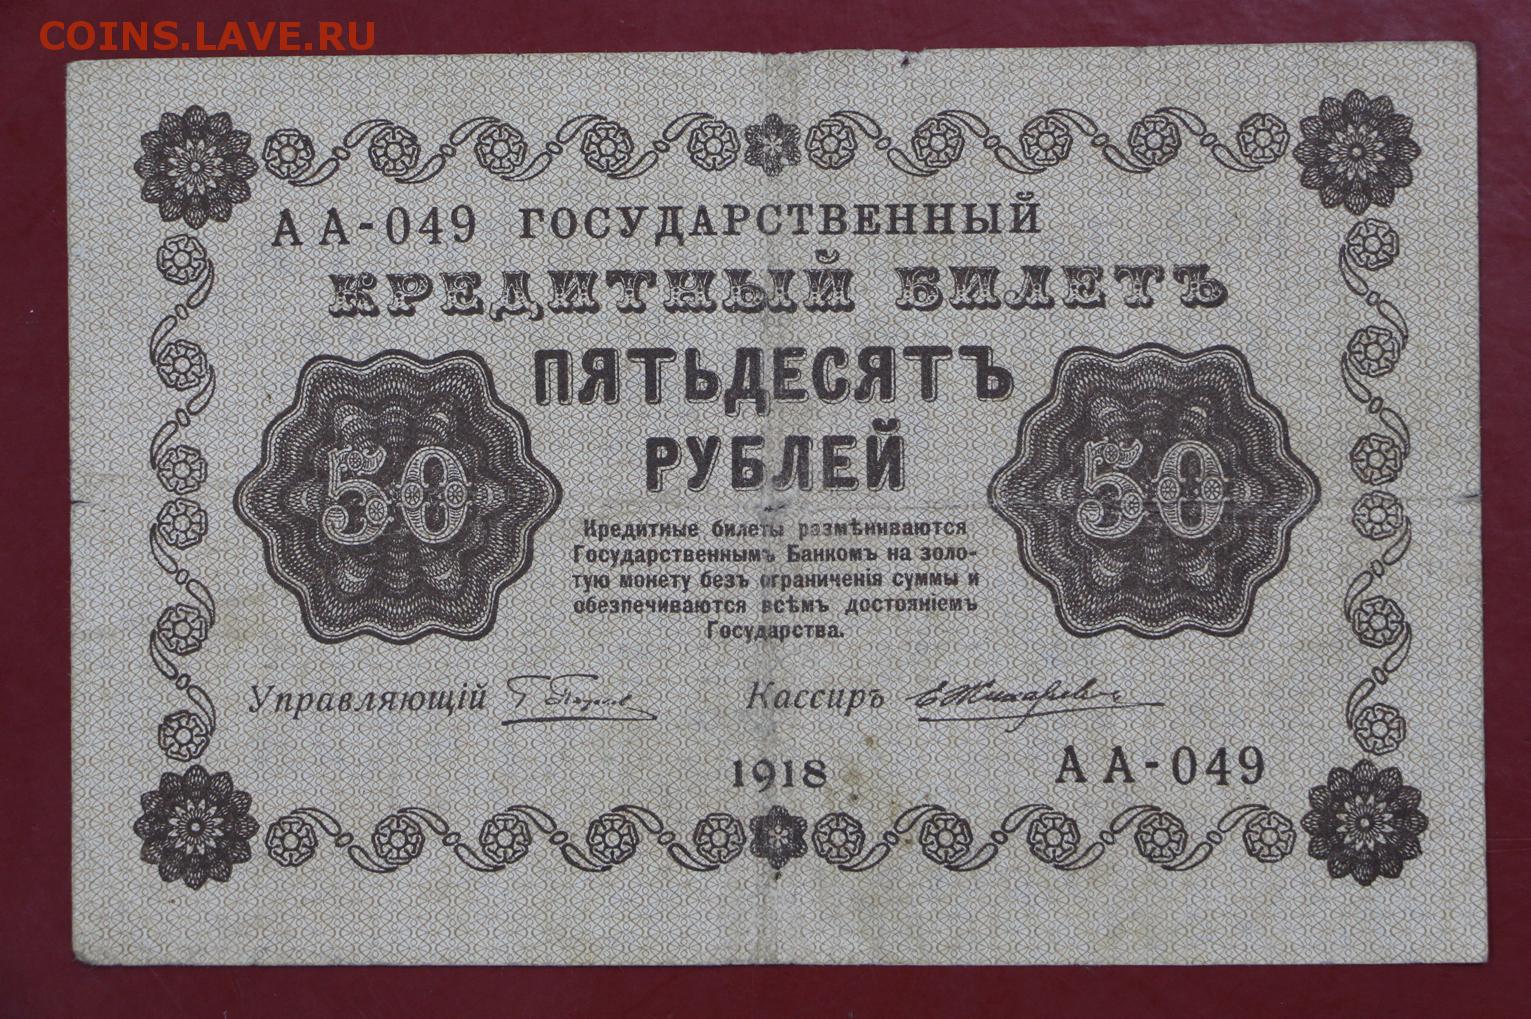 COINS.LAVE.RU
АА-049 ГОСУДАРСТВЕННЫЙ
КРЕДИТНЫЙ БИЛЕТЪ
ПЯТЬДЕСЯТЪ
РУБЛЕЙ
50
50
Кредитные билеты размѣниваются
Государственнымъ Банкомъ на золо-
тую монету безъ ограниченія суммы и
обезпечиваются всѣмъ достояніемъ
Государства.
Управляющій
Кассиръ
1918
АА-049